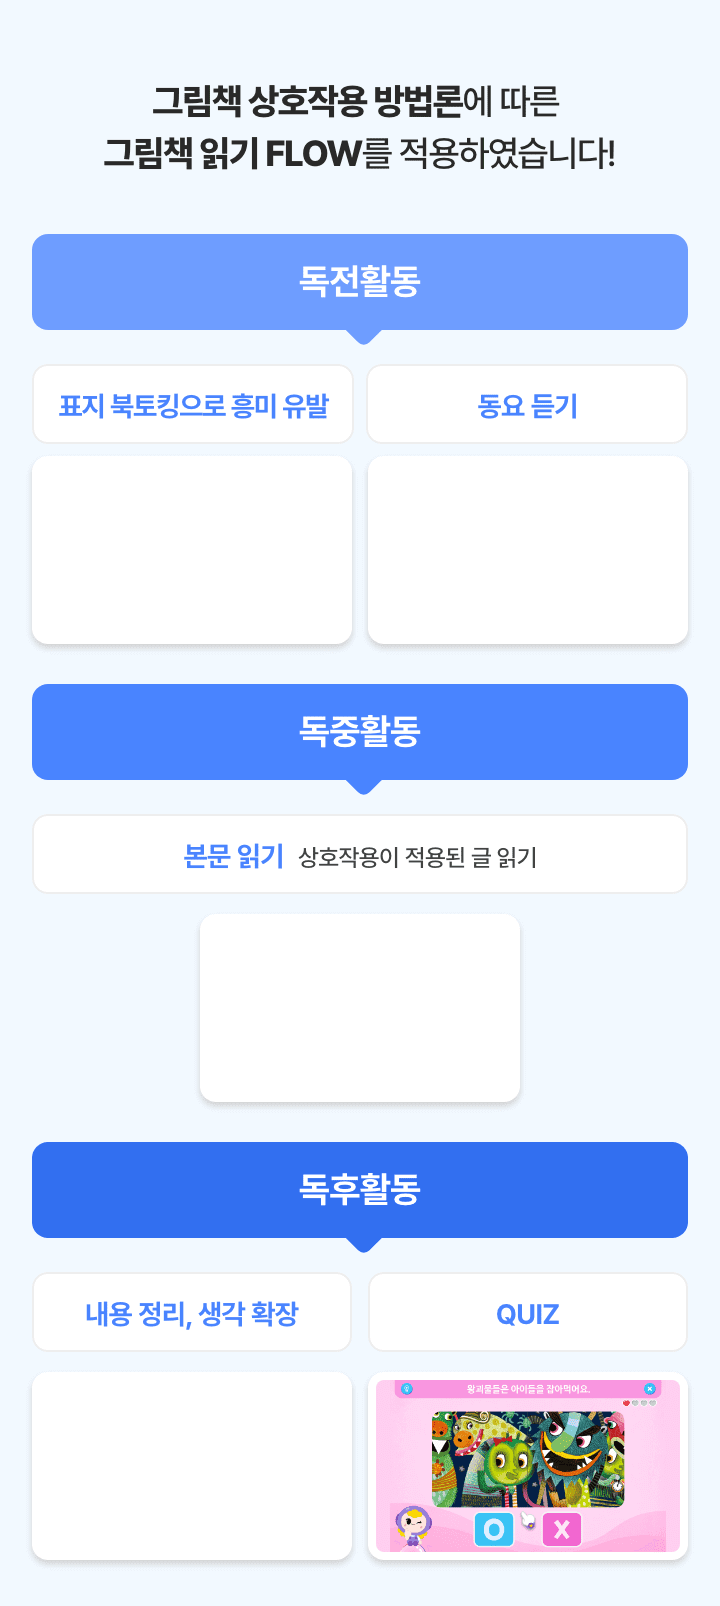 그림책 상호작용 방법론에 따른
그림책 읽기 FLOW를 적용하였습니다!
독전활동
표지 북토킹으로 흥미 유발
동요 듣기
독중활동
본문 읽기 상호작용이 적용된 글 읽기
독후활동
내용 정리, 생각 확장
QUIZ
왕괴물들은 아이들을 잡아먹어요.
O X